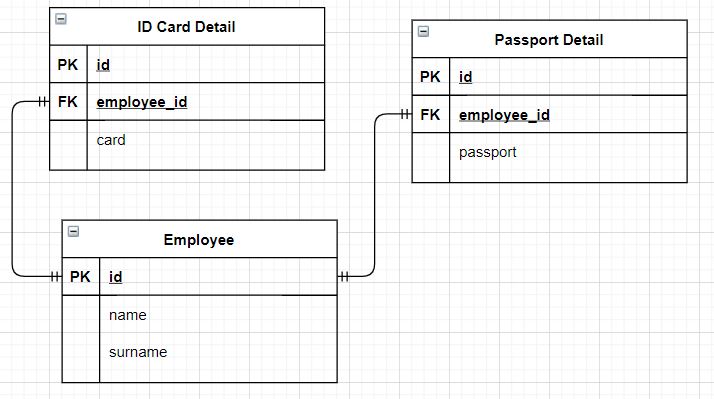 ID Card Detail
PK id
FK employee_id
card
Passport Detail
PK id
FK employee_id
passport
Employee
PK id
name
surname